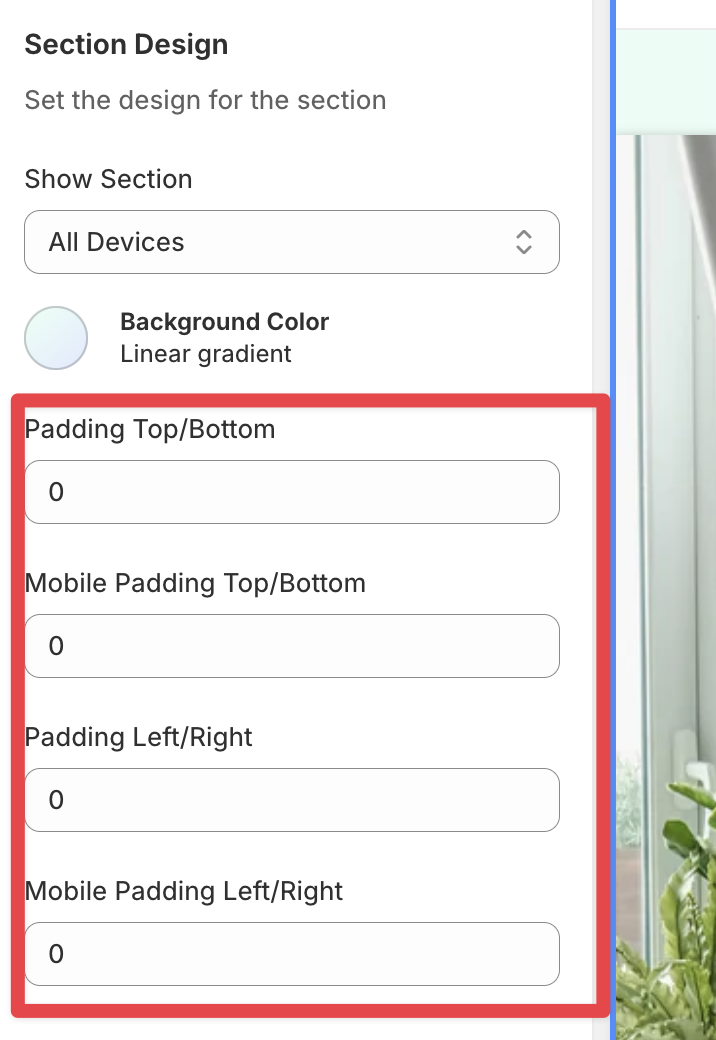 Section Design
Set the design for the section
Show Section
All Devices
Background Color
Linear gradient
Padding Top/Bottom
0
Mobile Padding Top/Bottom
0
Padding Left/Right
0
Mobile Padding Left/Right
0